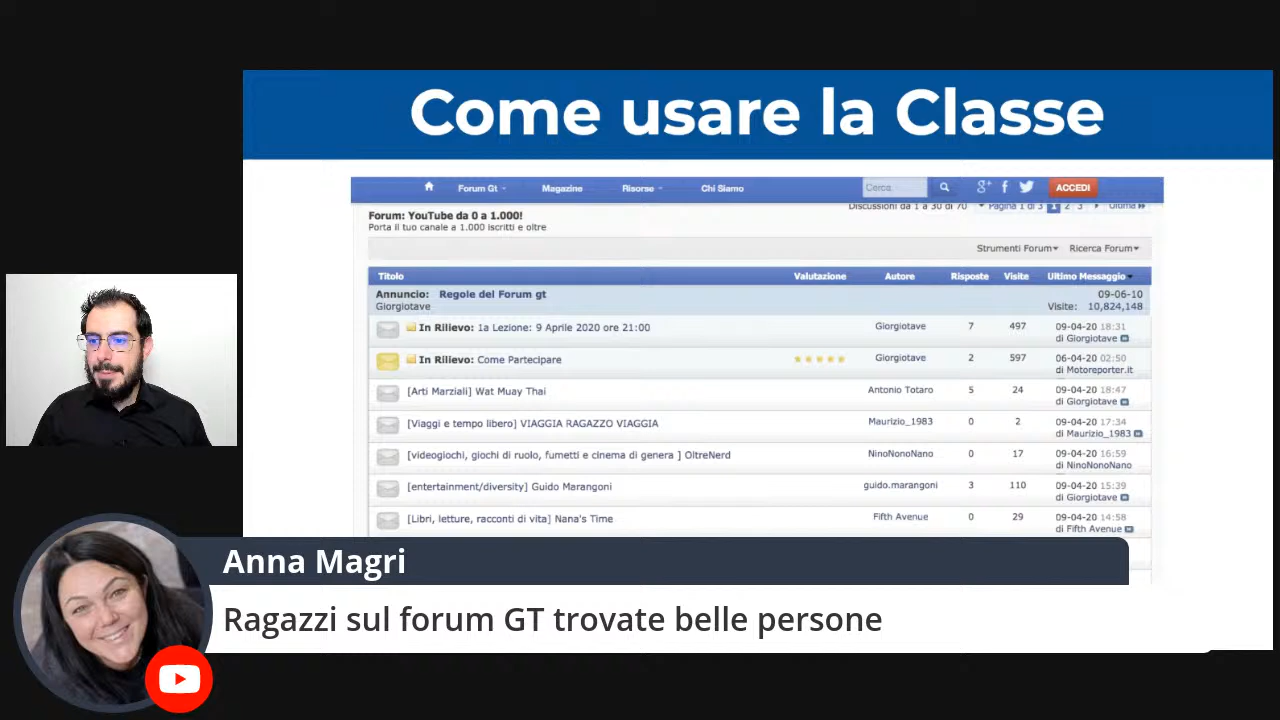 Come usare la Classe
Forum Gt Magazine Risorse Chi Siamo Cerca ACCEDI
Discussioni da 1 a 30 di 70 Pagina 1 di 3 1 2 3 Ultima
Forum: YouTube da 0 a 1.000!
Porta il tuo canale a 1.000 iscritti e oltre
Strumenti Forum Ricerca Forum
Titolo Valutazione Autore Risposte Visite Ultimo Messaggio
Annuncio: Regole del Forum gt 09-06-10
Giorgiotave Visite: 10,824,148
In Rilievo: 1a Lezione: 9 Aprile 2020 ore 21:00 Giorgiotave 7 497 09-04-20 18:31
di Giorgiotave
In Rilievo: Come Partecipare Giorgiotave 2 597 06-04-20 02:50
di Motoreporter.it
[Arti Marziali] Wat Muay Thai Antonio Totaro 5 24 09-04-20 18:47
di Giorgiotave
[Viaggi e tempo libero] VIAGGIA RAGAZZO VIAGGIA Maurizio_1983 0 2 09-04-20 17:34
di Maurizio_1983
[videogiochi, giochi di ruolo, fumetti e cinema di genera ] OltreNerd NinoNonoNano 0 17 09-04-20 16:59
di NinoNonoNano
[entertainment/diversity] Guido Marangoni guido.marangoni 3 110 09-04-20 15:39
di Giorgiotave
[Libri, letture, racconti di vita] Nana's Time Fifth Avenue 0 29 09-04-20 14:58
di Fifth Avenue
Anna Magri
Ragazzi sul forum GT trovate belle persone